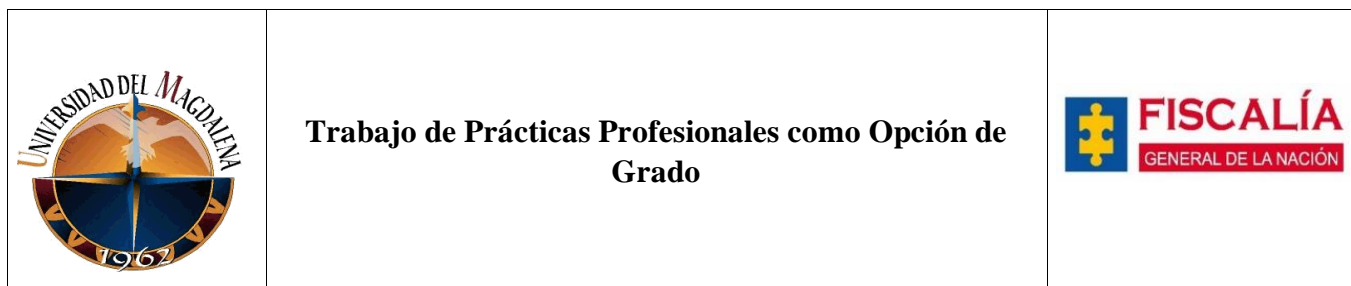 UNIVERSIDAD DEL MAGDALENA
1962
Trabajo de Prácticas Profesionales como Opción de
Grado
FISCALÍA
GENERAL DE LA NACIÓN